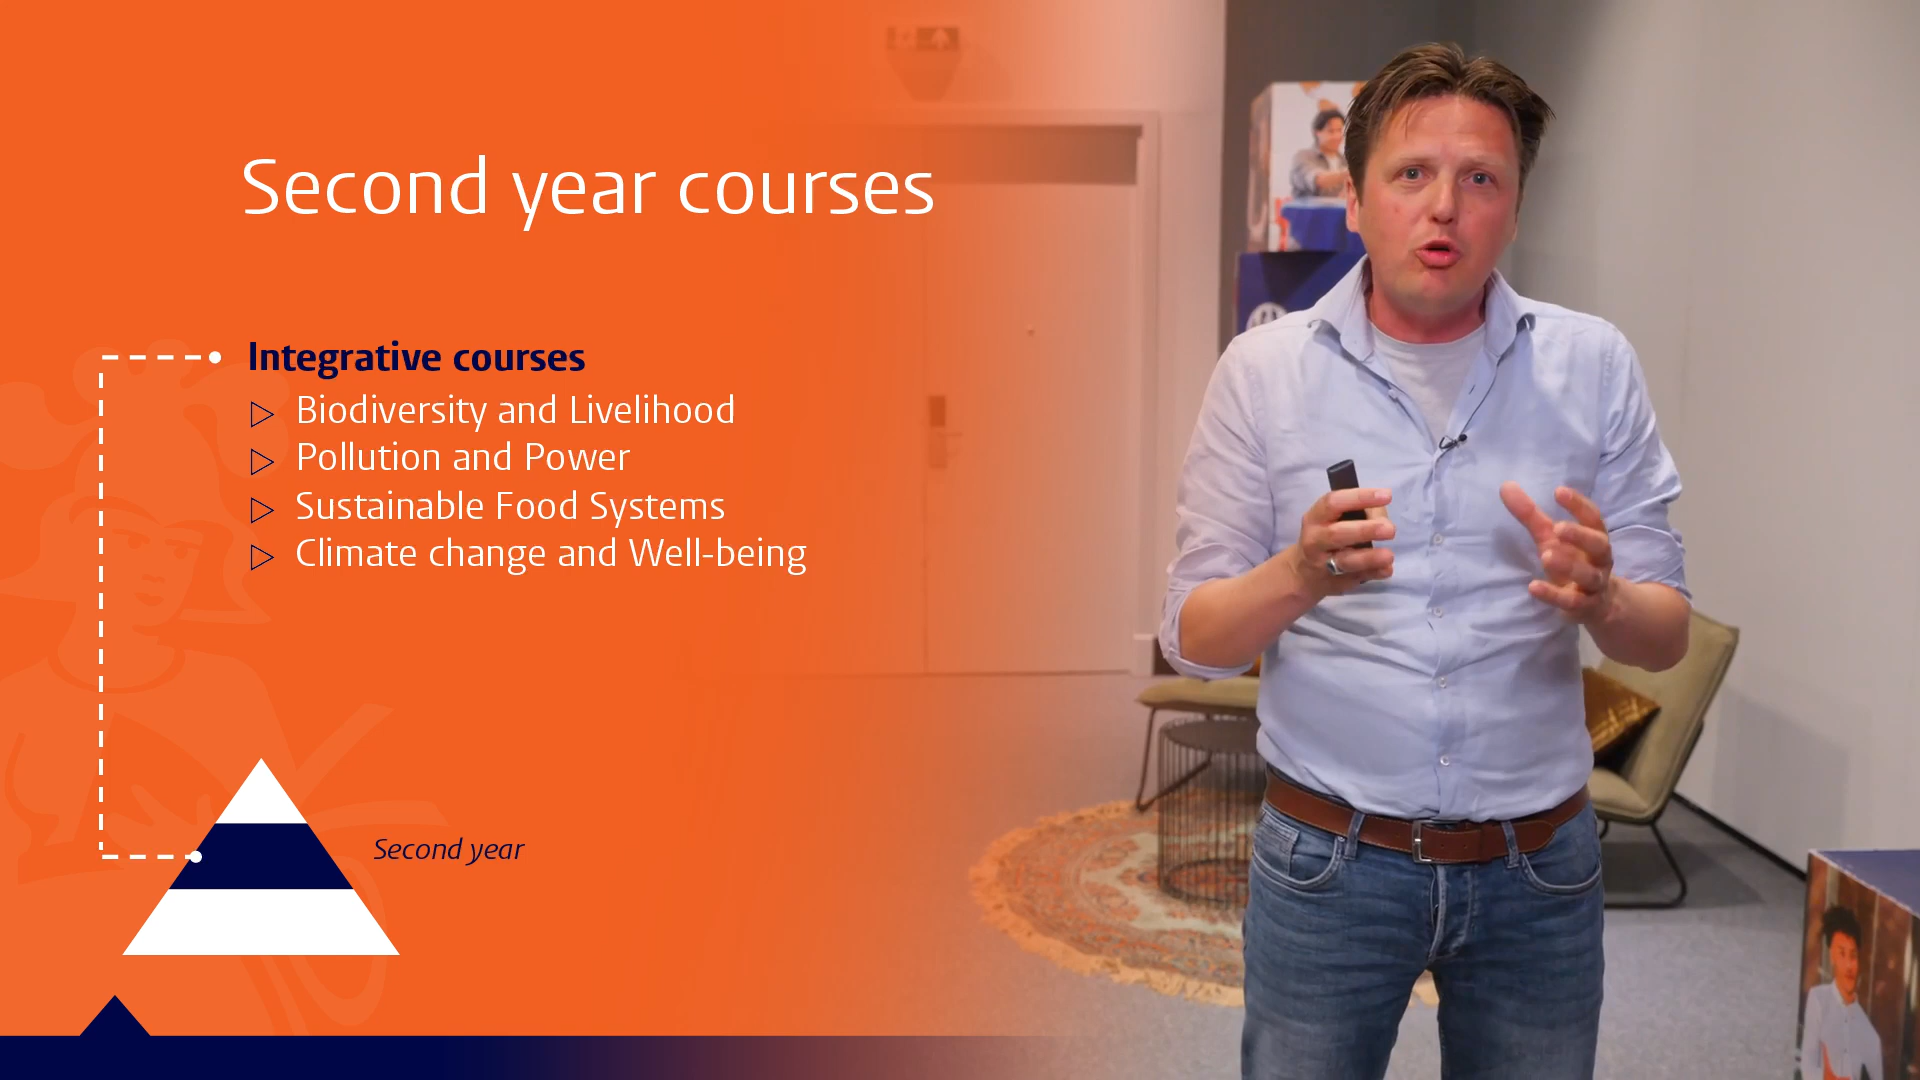 Second year courses
Integrative courses
Biodiversity and Livelihood
Pollution and Power
Sustainable Food Systems
Climate change and Well-being
Second year